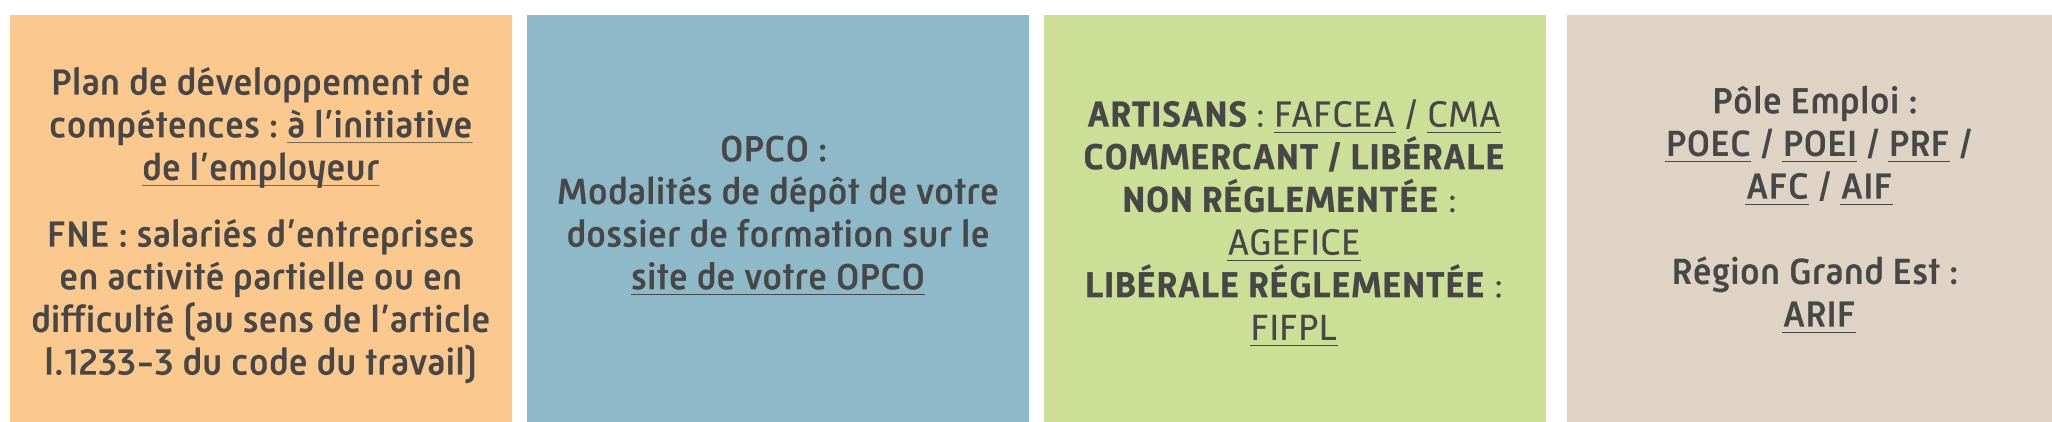 Plan de développement de
compétences : à l'initiative
de l'employeur
FNE : salariés d'entreprises
en activité partielle ou en
difficulté (au sens de l'article
l.1233-3 du code du travail)
OPCO :
Modalités de dépôt de votre
dossier de formation sur le
site de votre OPCO
ARTISANS : FAFCEA / CMA
COMMERCANT / LIBÉRALE
NON RÉGLEMENTÉE :
AGEFICE
LIBÉRALE RÉGLEMENTÉE :
FIFPL
Pôle Emploi :
POEC / POEI / PRF /
AFC / AIF
Région Grand Est :
ARIF